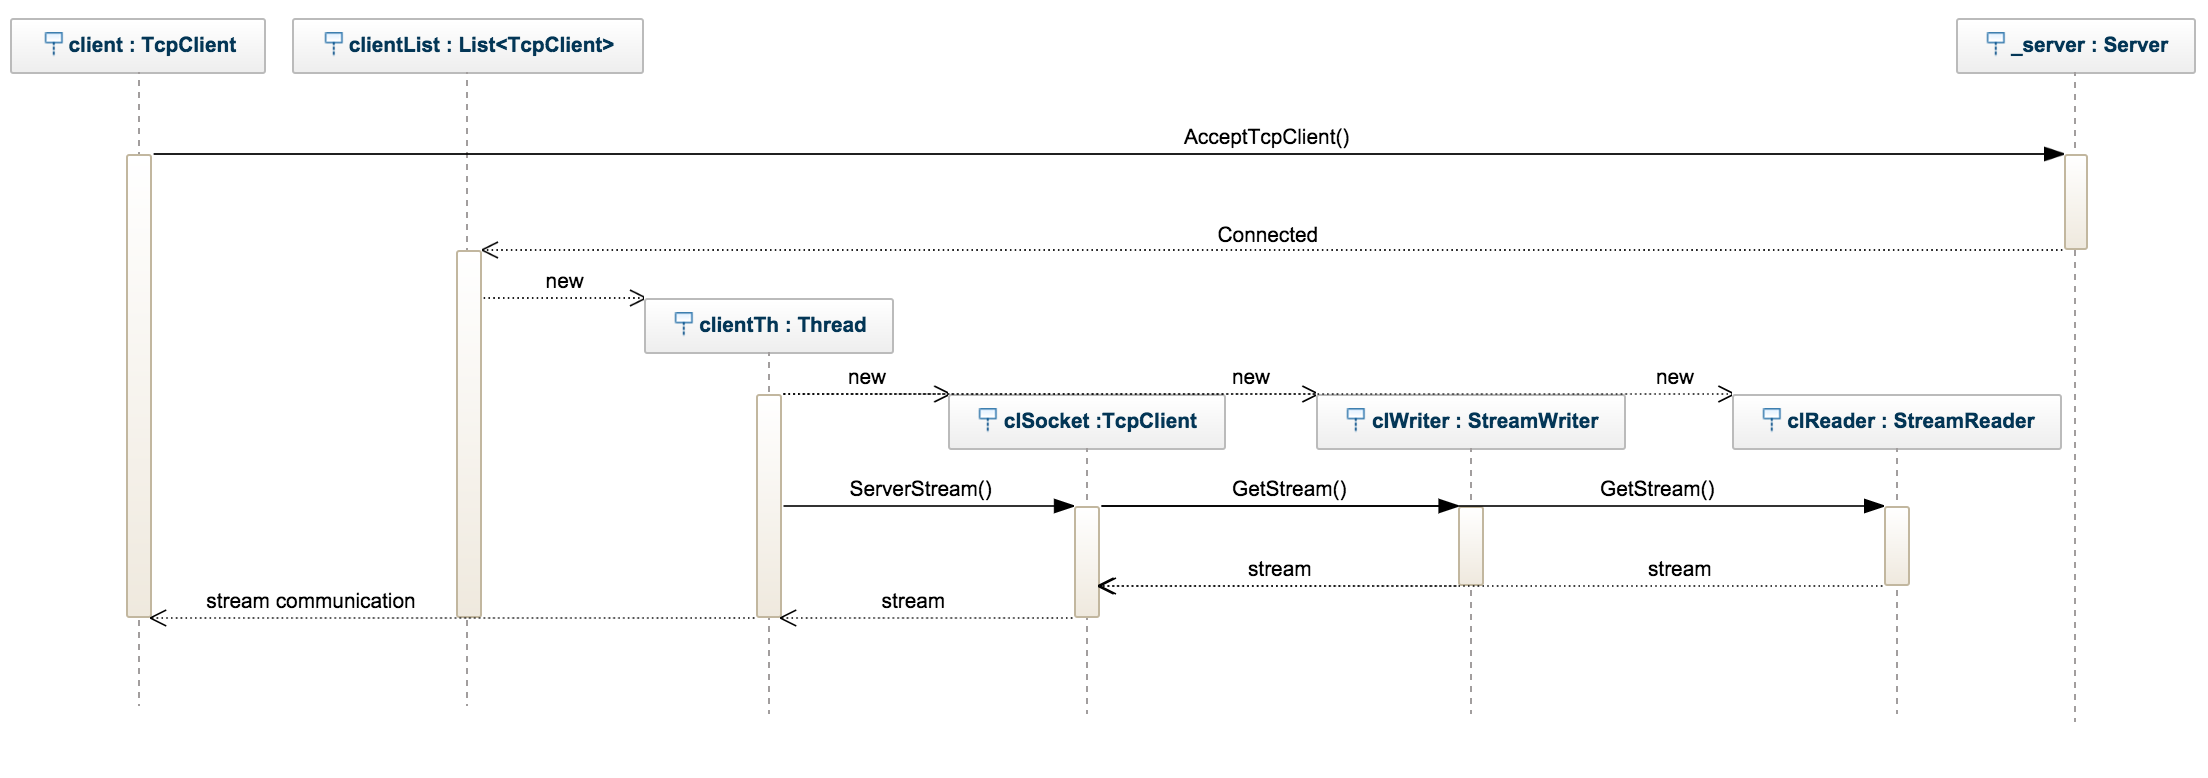 client : TcpClient
clientList : List<TcpClient>
_server : Server
AcceptTcpClient()
Connected
new
clientTh : Thread
new
new
new
clSocket :TcpClient
clWriter : StreamWriter
clReader : StreamReader
ServerStream()
GetStream()
GetStream()
stream
stream
stream communication
stream